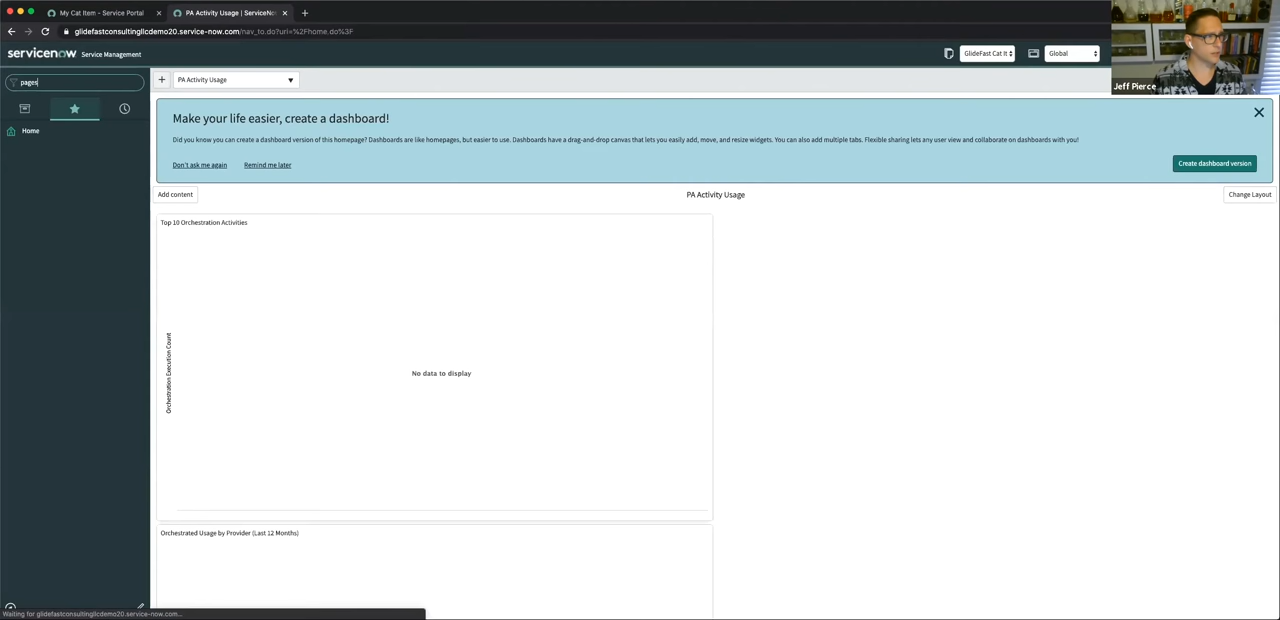 My Cat Item - Service Portal
PA Activity Usage | ServiceNo
glidefastconsultingllcdemo20.service-now.com/nav_to.do?uri=%2Fhome.do%3F
servicenow Service Management
GlideFast Cat It
Global
Jeff Pierce
pages
PA Activity Usage
Home
Make your life easier, create a dashboard!
Did you know you can create a dashboard version of this homepage? Dashboards are like homepages, but easier to use. Dashboards have a drag-and-drop canvas that lets you easily add, move, and resize widgets. You can also add multiple tabs. Flexible sharing lets any user view and collaborate on dashboards with you!
Don't ask me again
Remind me later
Create dashboard version
Add content
PA Activity Usage
Change Layout
Top 10 Orchestration Activities
Orchestration Execution Count
No data to display
Orchestrated Usage by Provider (Last 12 Months)
Waiting for glidefastconsultingllcdemo20.service-now.com...